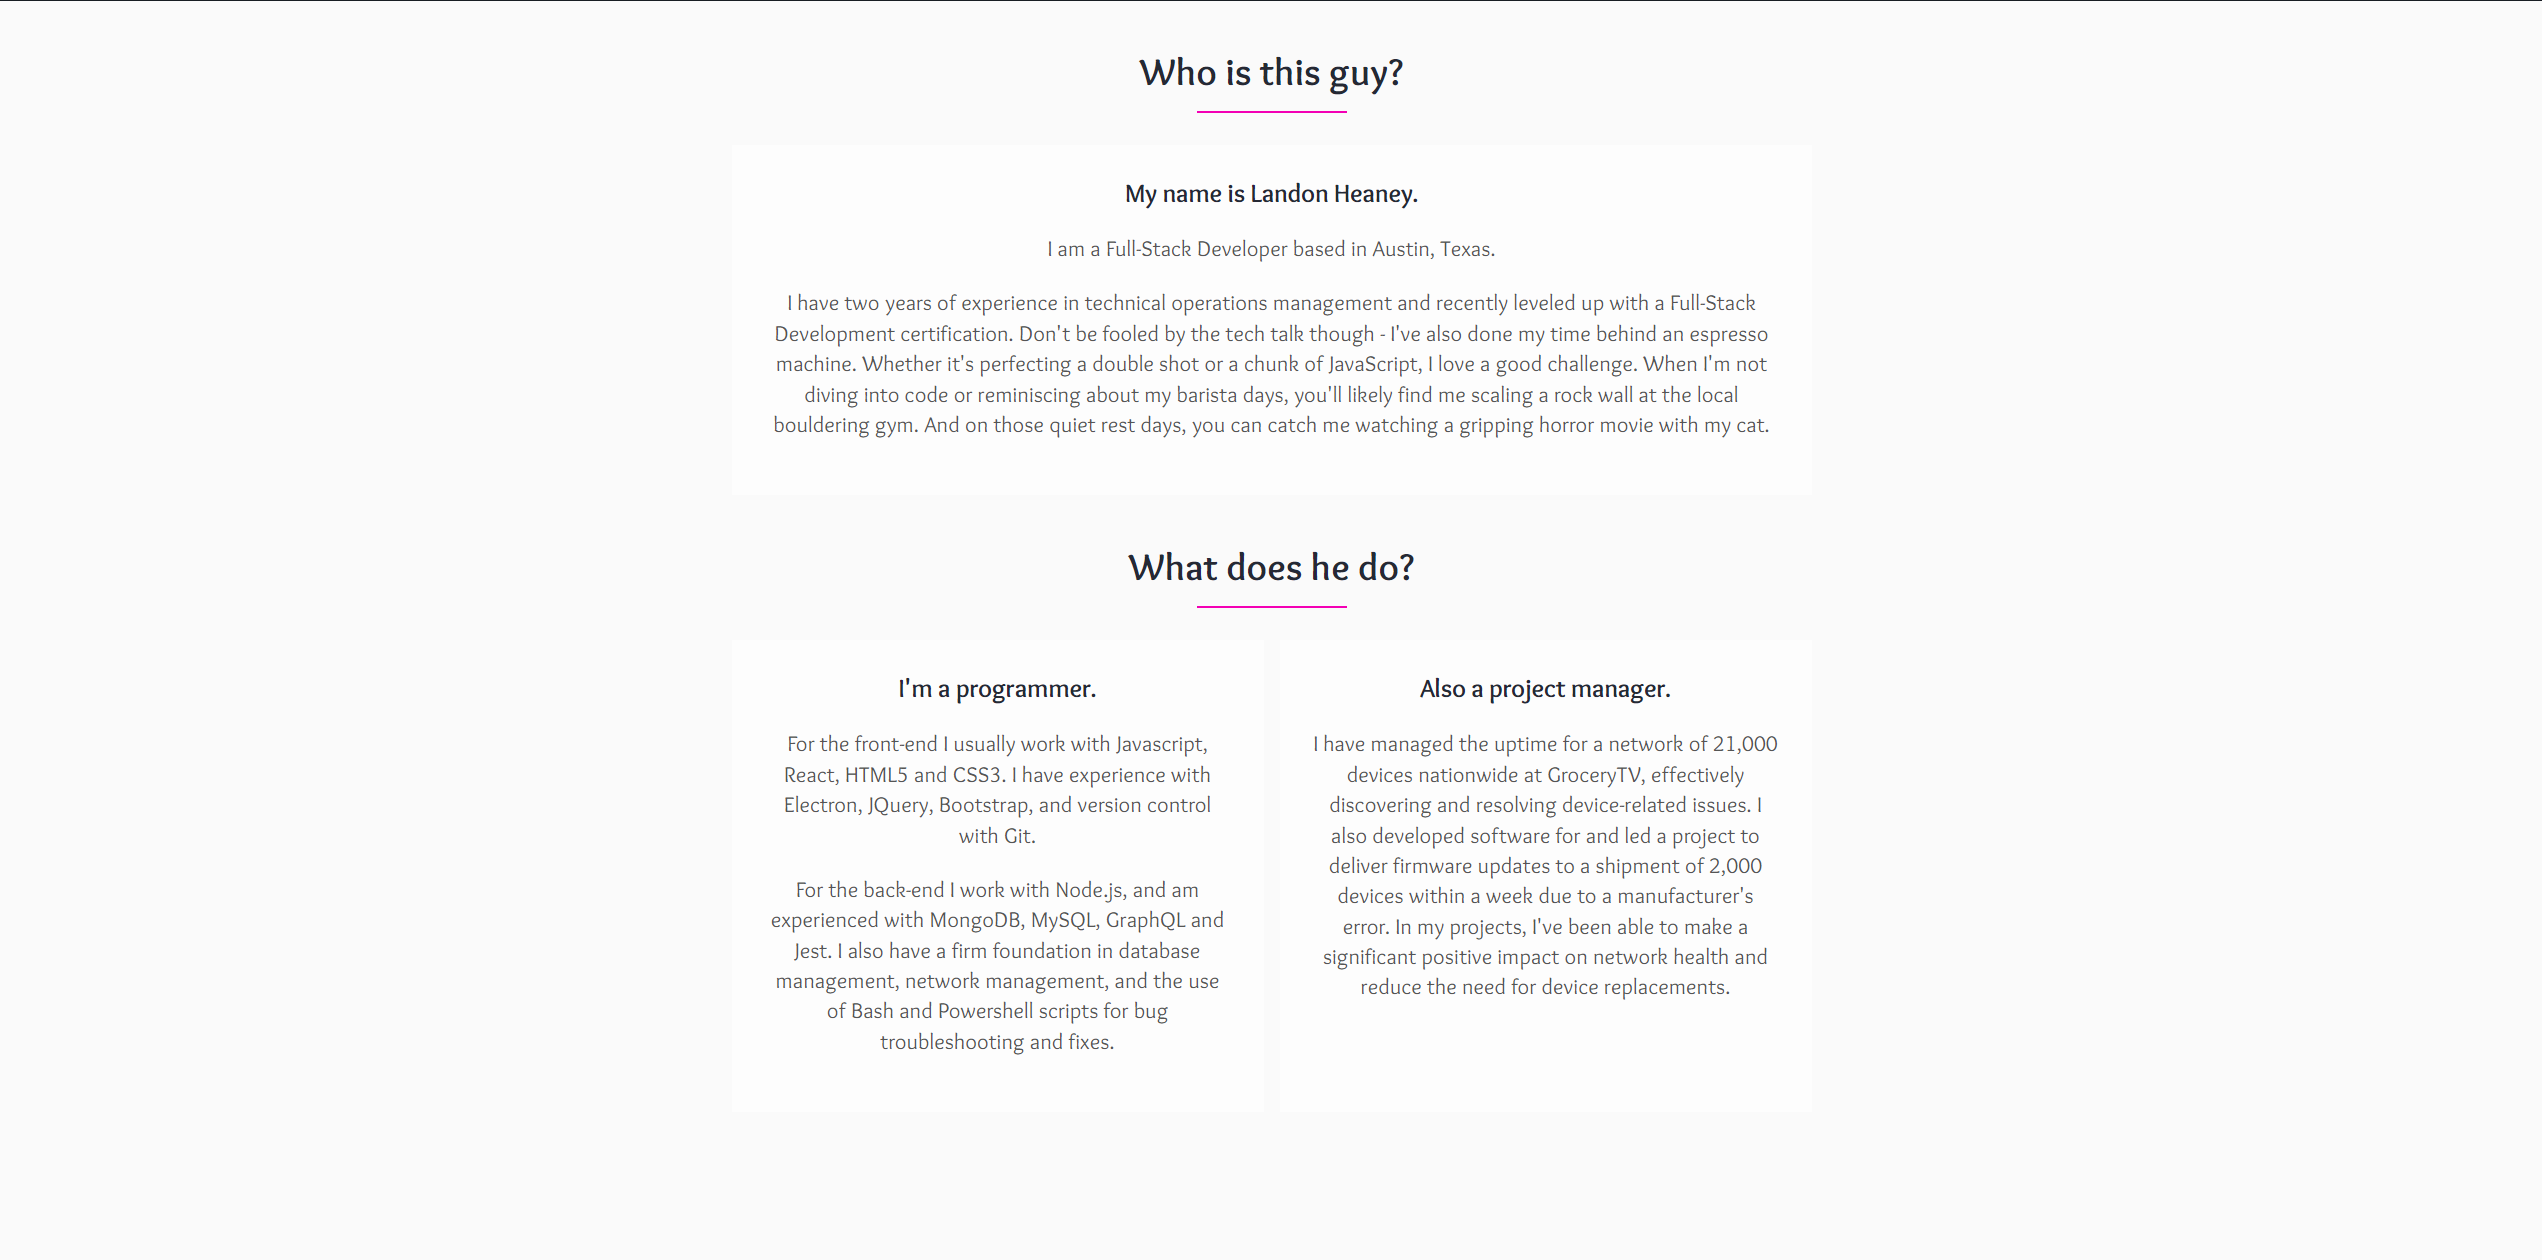 Who is this guy?
My name is Landon Heaney.
I am a Full-Stack Developer based in Austin, Texas.
I have two years of experience in technical operations management and recently leveled up with a Full-Stack
Development certification. Don't be fooled by the tech talk though - I've also done my time behind an espresso
machine. Whether it's perfecting a double shot or a chunk of JavaScript, I love a good challenge. When I'm not
diving into code or reminiscing about my barista days, you'll likely find me scaling a rock wall at the local
bouldering gym. And on those quiet rest days, you can catch me watching a gripping horror movie with my cat.
What does he do?
I'm a programmer.
For the front-end I usually work with Javascript,
React, HTML5 and CSS3. I have experience with
Electron, JQuery, Bootstrap, and version control
with Git.
For the back-end I work with Node.js, and am
experienced with MongoDB, MySQL, GraphQL and
Jest. I also have a firm foundation in database
management, network management, and the use
of Bash and Powershell scripts for bug
troubleshooting and fixes.
Also a project manager.
I have managed the uptime for a network of 21,000
devices nationwide at GroceryTV, effectively
discovering and resolving device-related issues. I
also developed software for and led a project to
deliver firmware updates to a shipment of 2,000
devices within a week due to a manufacturer's
error. In my projects, I've been able to make a
significant positive impact on network health and
reduce the need for device replacements.